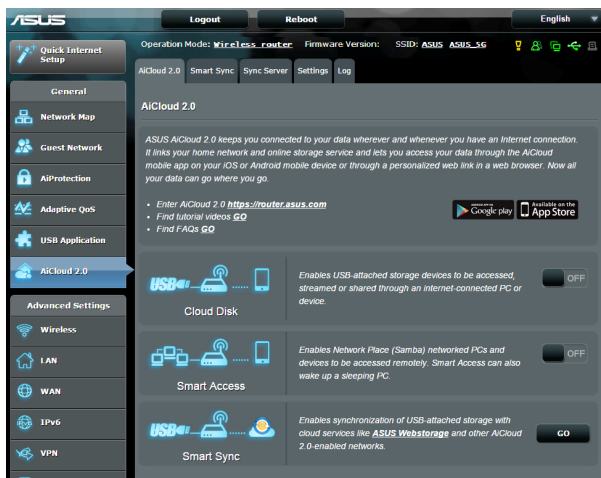 ASUS
Logout
Reboot
English
Quick Internet
Setup
Operation Mode: Wireless router Firmware Version: SSID: ASUS ASUS_5G
AiCloud 2.0
Smart Sync
Sync Server
Settings
Log
General
Network Map
Guest Network
AiProtection
Adaptive QoS
USB Application
AiCloud 2.0
Advanced Settings
Wireless
LAN
WAN
IPv6
VPN
AiCloud 2.0
ASUS AiCloud 2.0 keeps you connected to your data wherever and whenever you have an Internet connection.
It links your home network and online storage service and lets you access your data through the AiCloud
mobile app on your iOS or Android mobile device or through a personalized web link in a web browser. Now all
your data can go where you go.
• Enter AiCloud 2.0 https://router.asus.com
• Find tutorial videos GO
• Find FAQs GO
ANDROID APP ON
Google play
Available on the
App Store
USB
Cloud Disk
Enables USB-attached storage devices to be accessed,
streamed or shared through an internet-connected PC or
device.
OFF
Smart Access
Enables Network Place (Samba) networked PCs and
devices to be accessed remotely. Smart Access can also
wake up a sleeping PC.
OFF
USB
Smart Sync
Enables synchronization of USB-attached storage with
cloud services like ASUS Webstorage and other AiCloud
2.0-enabled networks.
GO